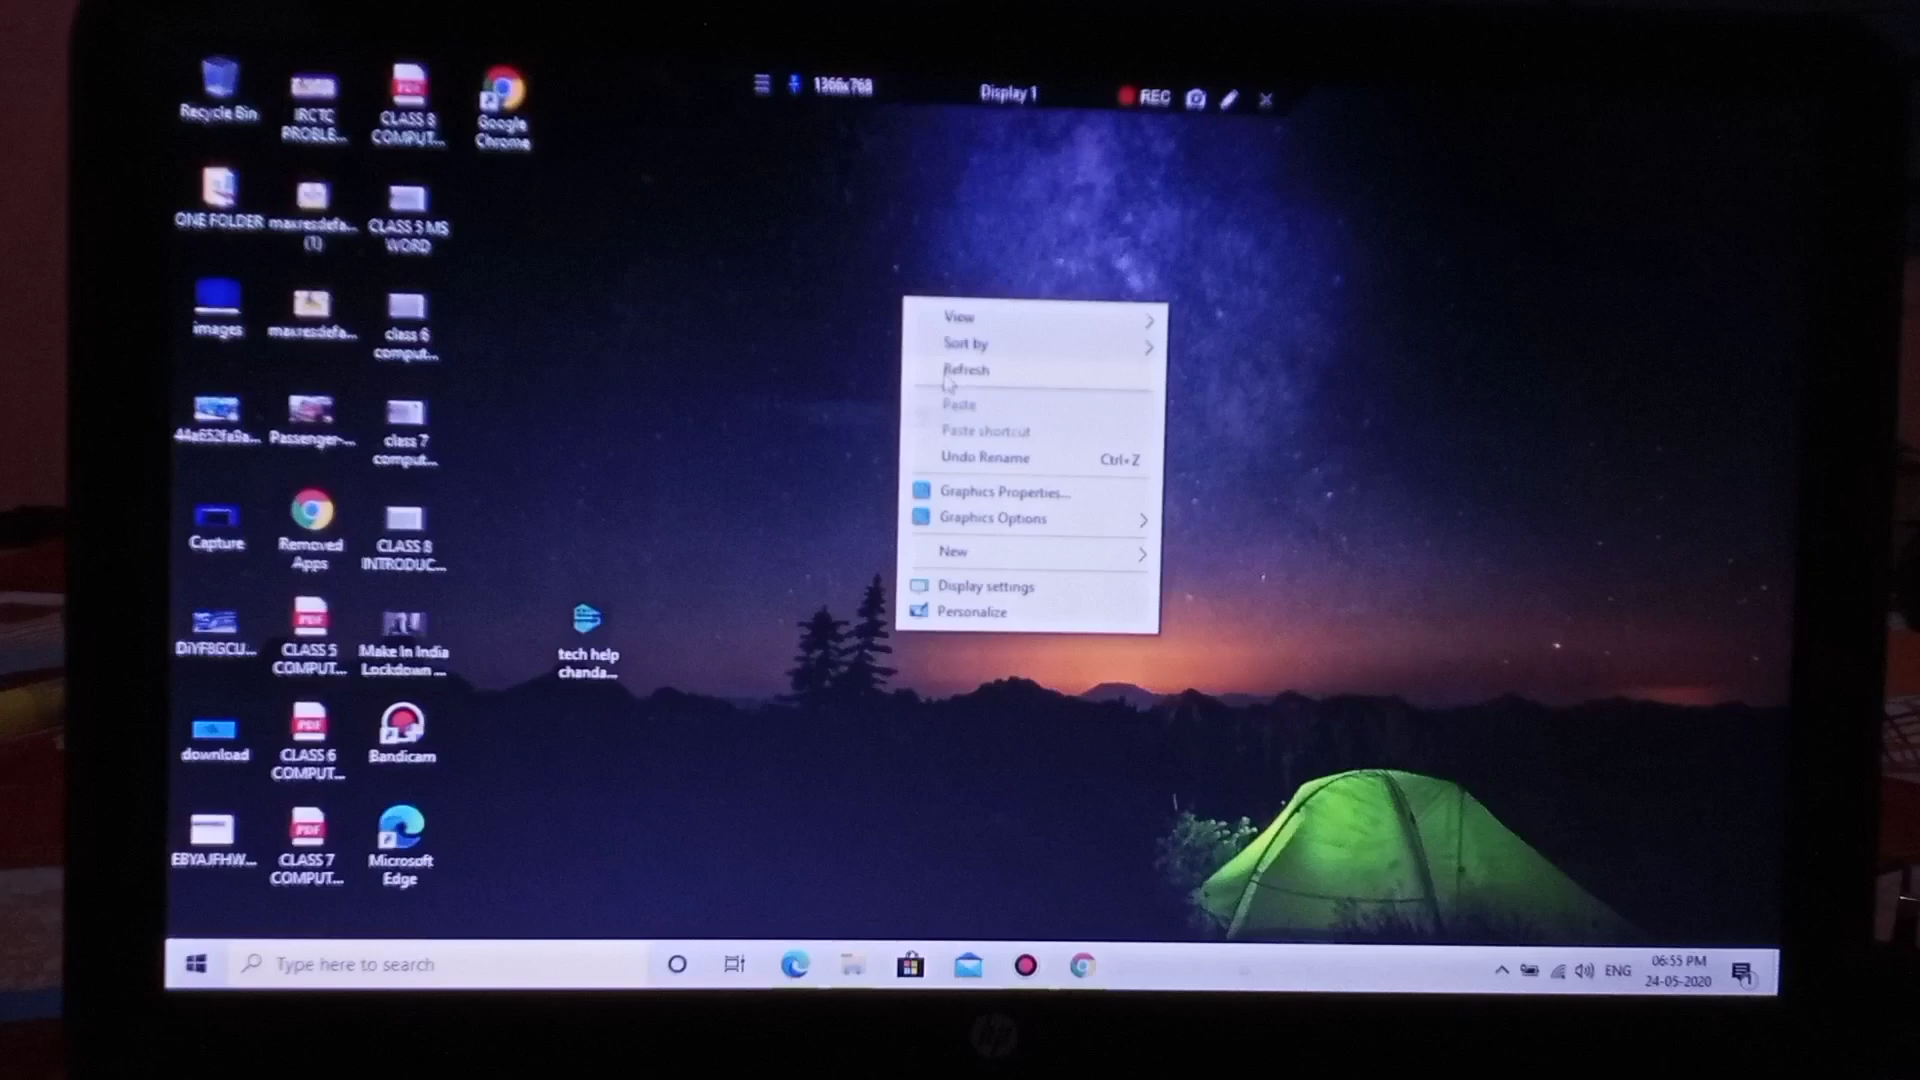 1366x768
Display 1
REC
Recycle Bin
IRCTC
PROBLE...
CLASS 8
COMPUT...
Google
Chrome
ONE FOLDER
maxresdefa...
(1)
CLASS 5 MS
WORD
images
maxresdefa...
class 6
comput...
44a652fa9a...
Passenger-...
class 7
comput...
Capture
Removed
Apps
CLASS 8
INTRODUC...
DiYF8GCU...
CLASS 5
COMPUT...
Make In India
Lockdown ...
tech help
chanda...
download
CLASS 6
COMPUT...
Bandicam
EBYAJFHW...
CLASS 7
COMPUT...
Microsoft
Edge
View
Sort by
Refresh
Paste
Paste shortcut
Undo Rename Ctrl+Z
Graphics Properties...
Graphics Options
New
Display settings
Personalize
Type here to search
ENG
06:55 PM
24-05-2020
hp